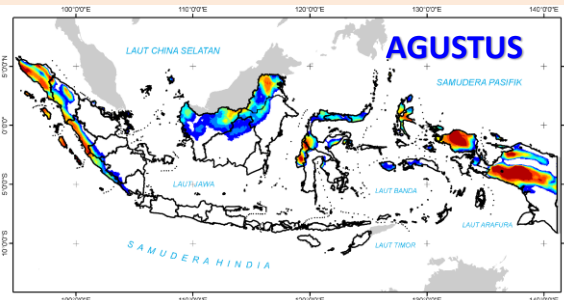 100°0'0"E 110°0'0"E 120°0'0"E 130°0'0"E 140°0'0"E
LAUT CHINA SELATAN
AGUSTUS
SAMUDERA PASIFIK
5°0'0"N
0°0'0"
LAUT JAWA
LAUT BANDA
5°0'0"S
LAUT ARAFURA
LAUT TIMOR
10°0'0"S
SAMUDERA HINDIA